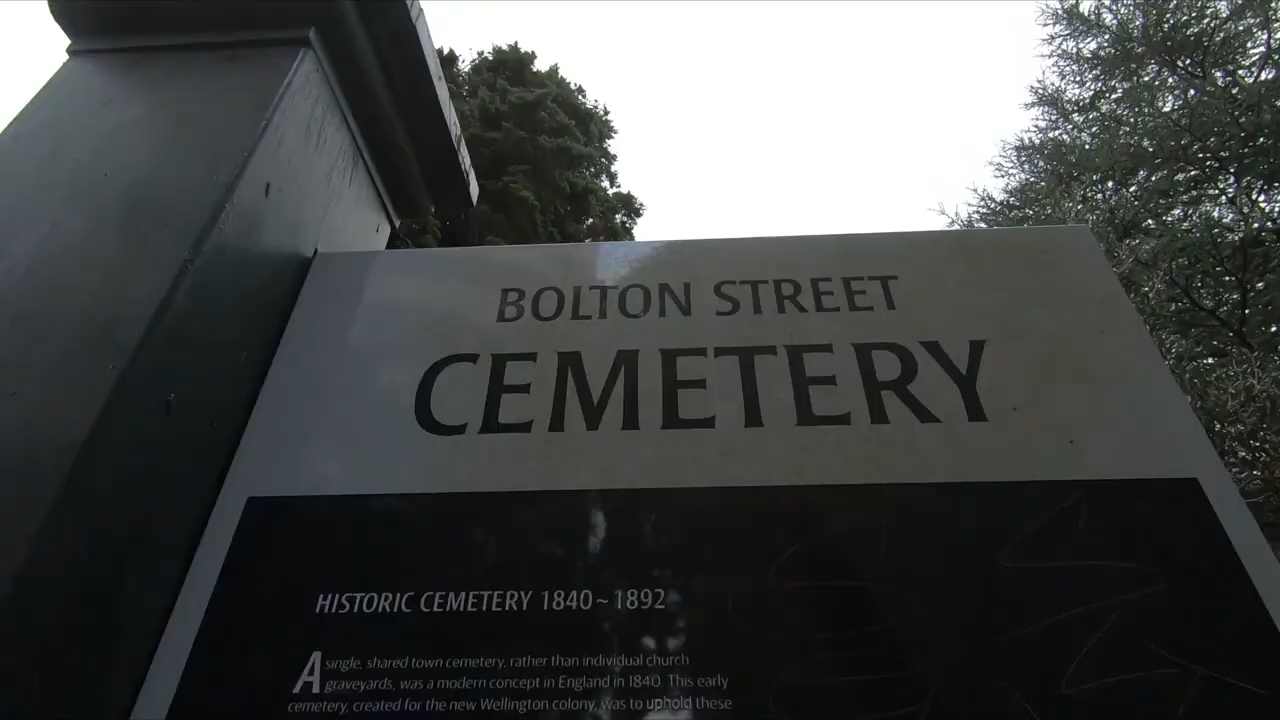 BOLTON STREET
CEMETERY
HISTORIC CEMETERY 1840~1892
A single, shared town cemetery, rather than individual church
graveyards, was a modern concept in England in 1840. This early
cemetery, created for the new Wellington colony, was to uphold these